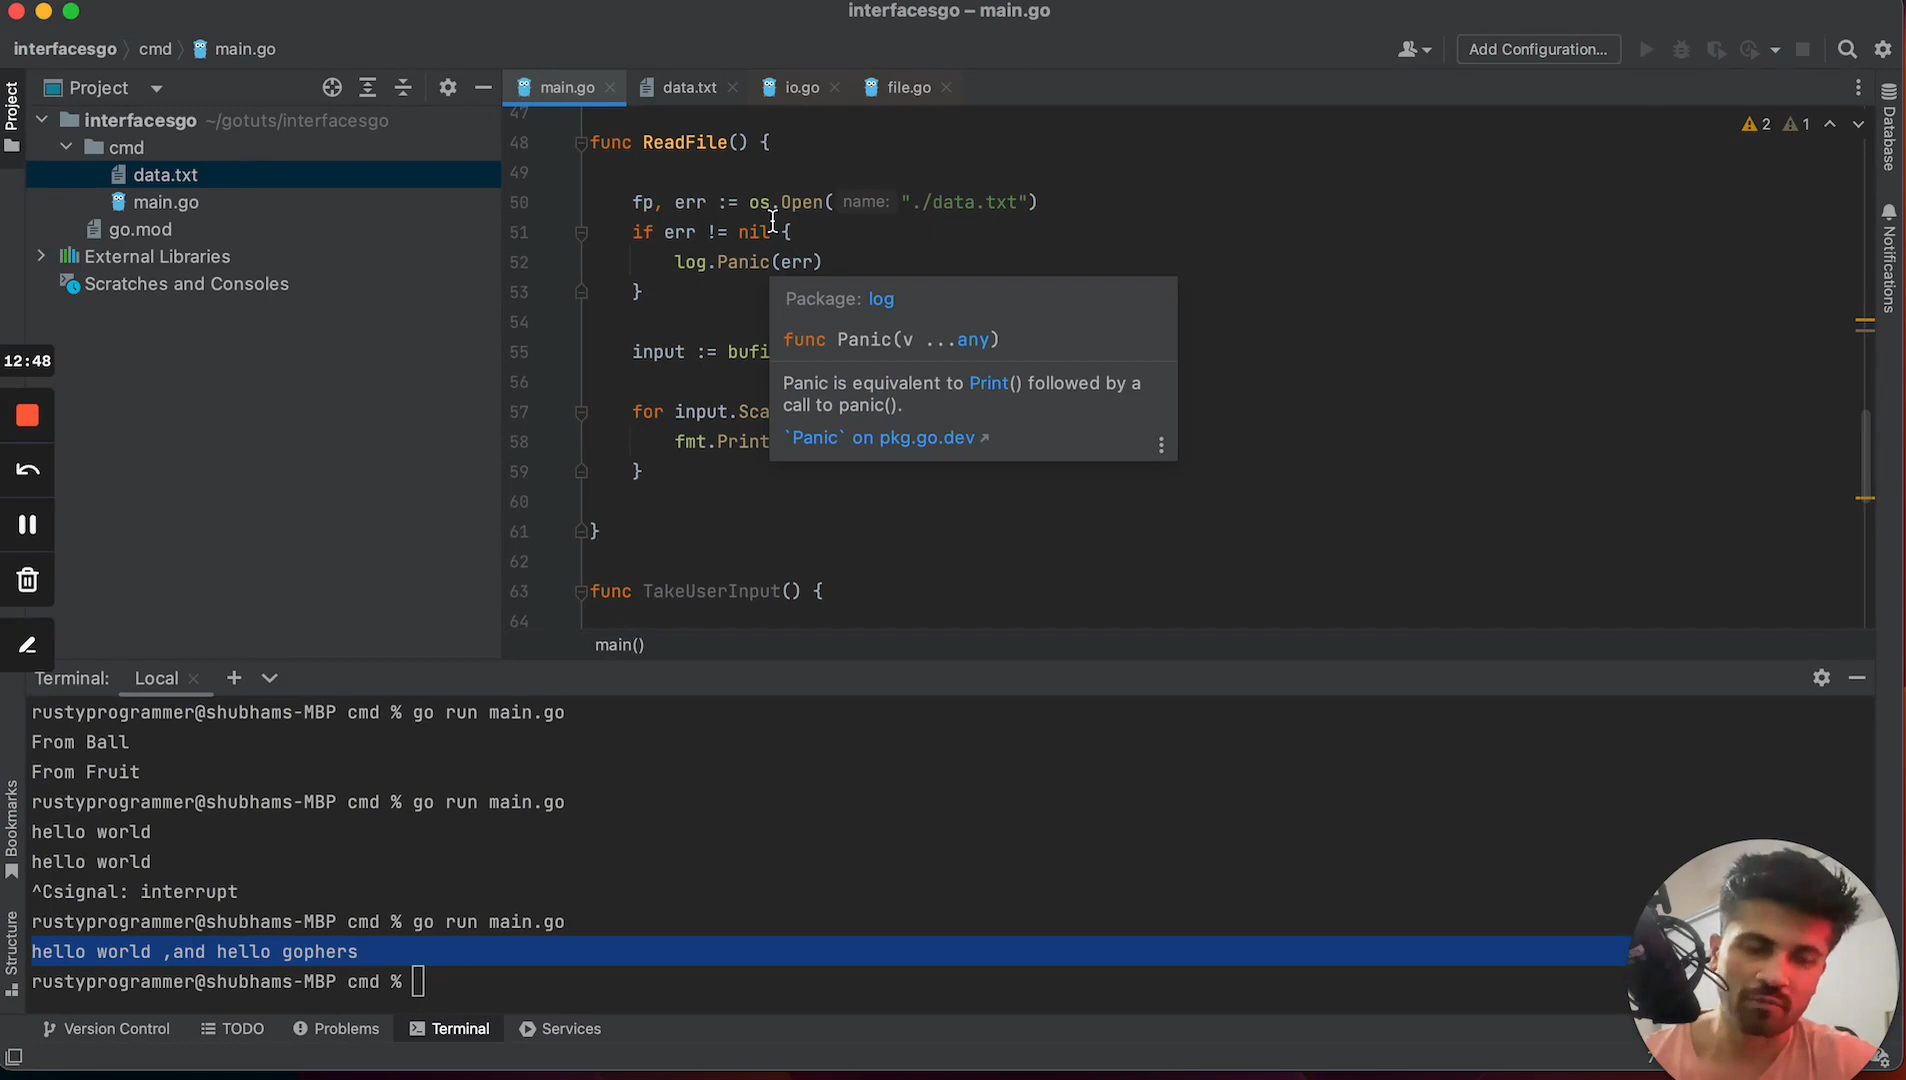 interfacesgo – main.go
interfacesgo cmd main.go
Add Configuration...
Project
Project
main.go data.txt io.go file.go
interfacesgo ~/gotuts/interfacesgo
cmd
data.txt
main.go
go.mod
External Libraries
Scratches and Consoles
12:48
2 1
47
48 func ReadFile() {
49
50 fp, err := os.Open( name: "./data.txt")
51 if err != nil {
52 log.Panic(err)
53 }
54
55 input := bufi
56
57 for input.Sca
58 fmt.Print
59 }
60
61 }
62
63 func TakeUserInput() {
64
Package: log
func Panic(v ...any)
Panic is equivalent to Print() followed by a
call to panic().
`Panic` on pkg.go.dev ↗
main()
Database
Notifications
Terminal: Local
rustyprogrammer@shubhams-MBP cmd % go run main.go
From Ball
From Fruit
rustyprogrammer@shubhams-MBP cmd % go run main.go
hello world
hello world
^Csignal: interrupt
rustyprogrammer@shubhams-MBP cmd % go run main.go
hello world ,and hello gophers
rustyprogrammer@shubhams-MBP cmd %
Bookmarks
Structure
Version Control TODO Problems Terminal Services